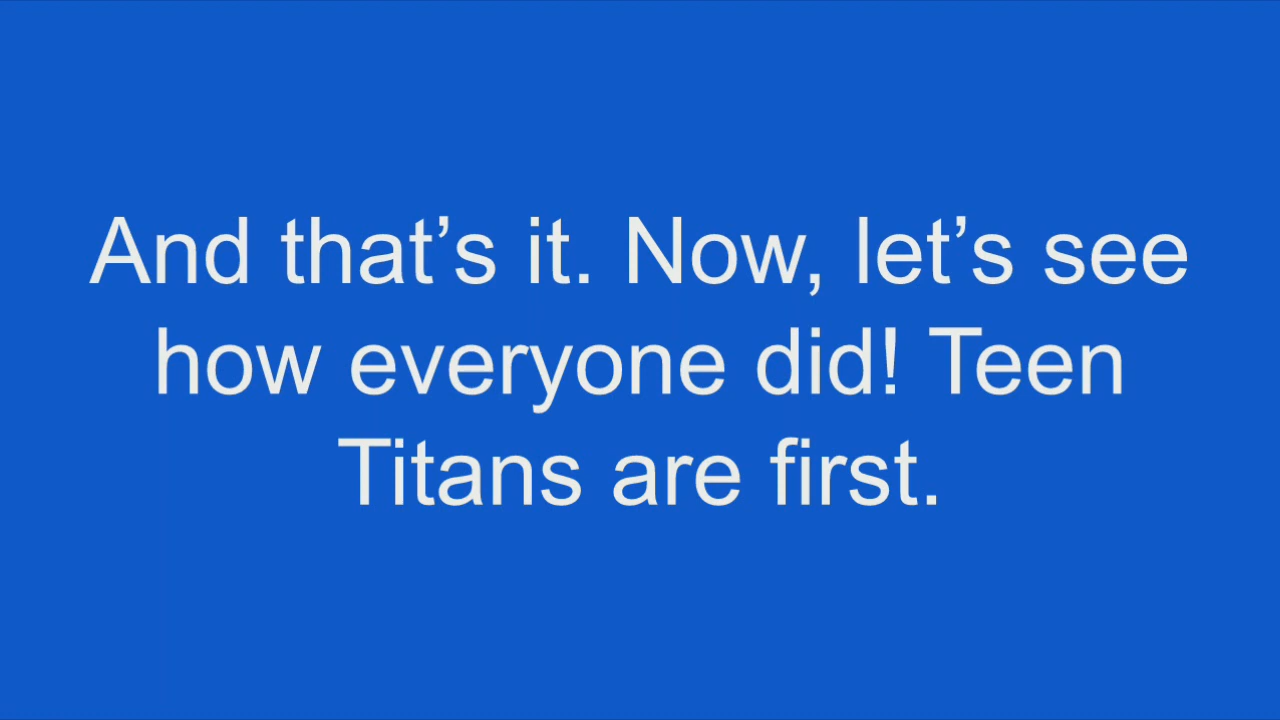 And that’s it. Now, let’s see
how everyone did! Teen
Titans are first.